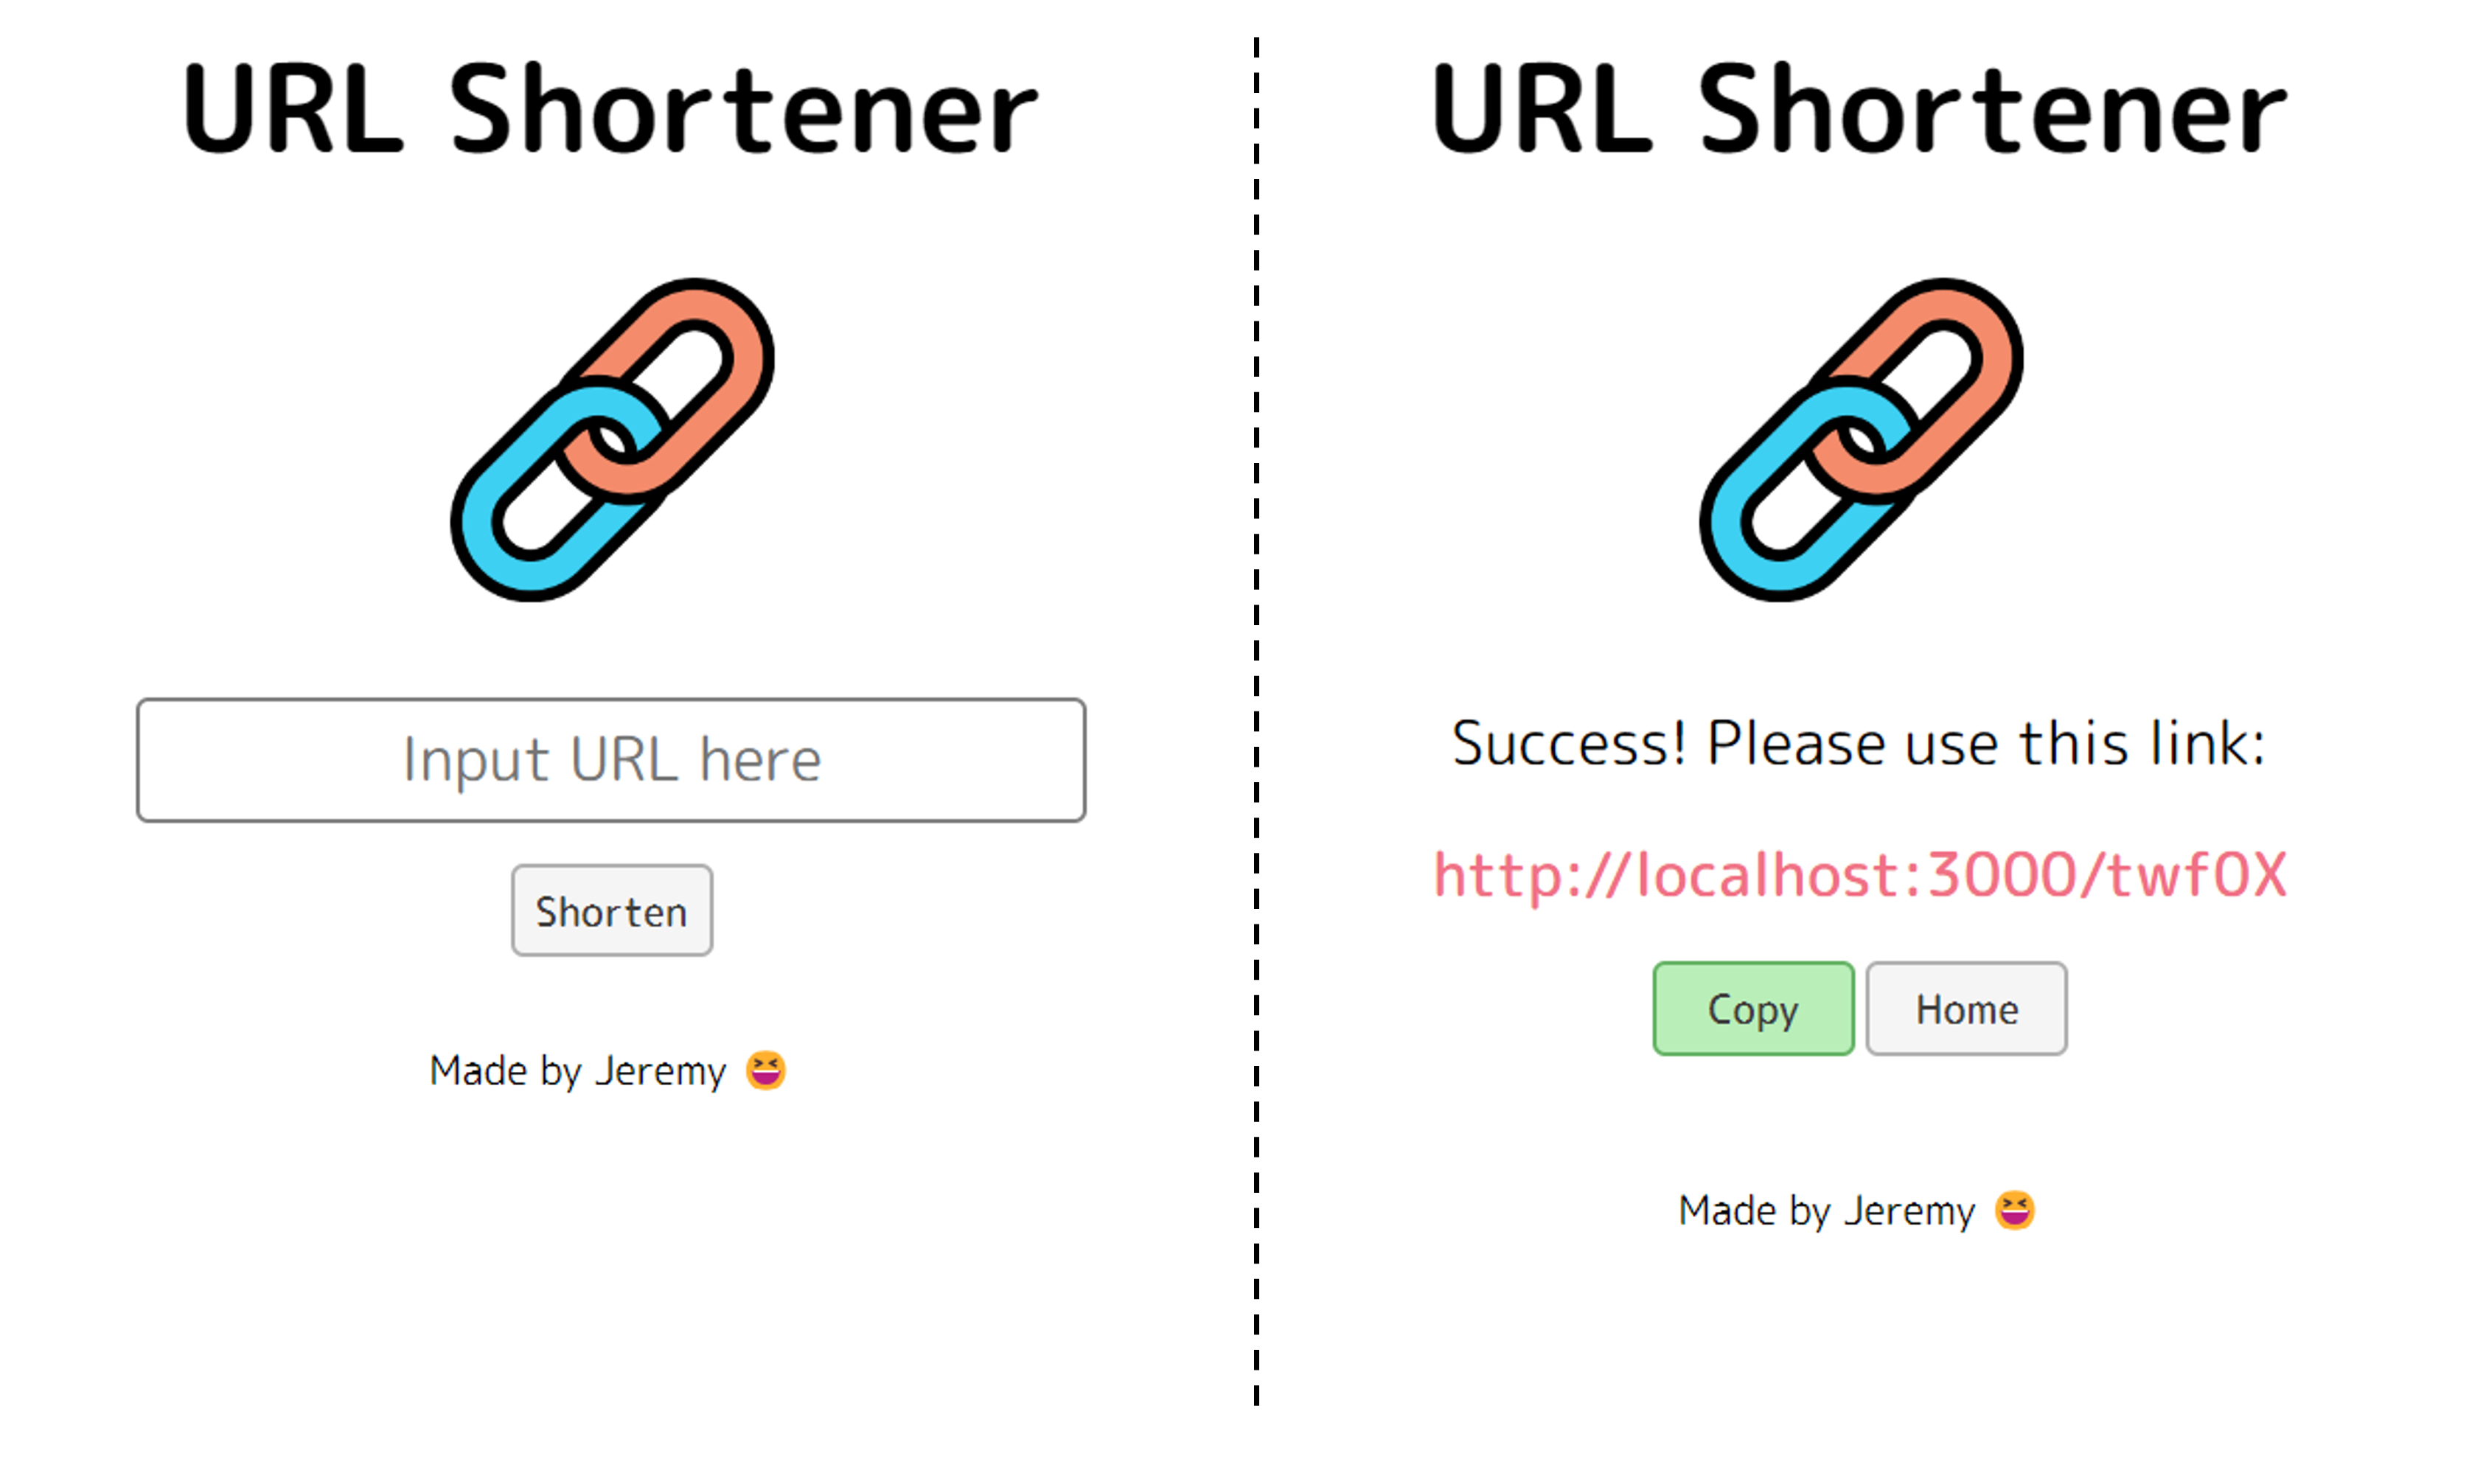 URL Shortener
Input URL here
Shorten
Made by Jeremy 😆
URL Shortener
Success! Please use this link:
http://localhost:3000/twf0X
Copy
Home
Made by Jeremy 😆